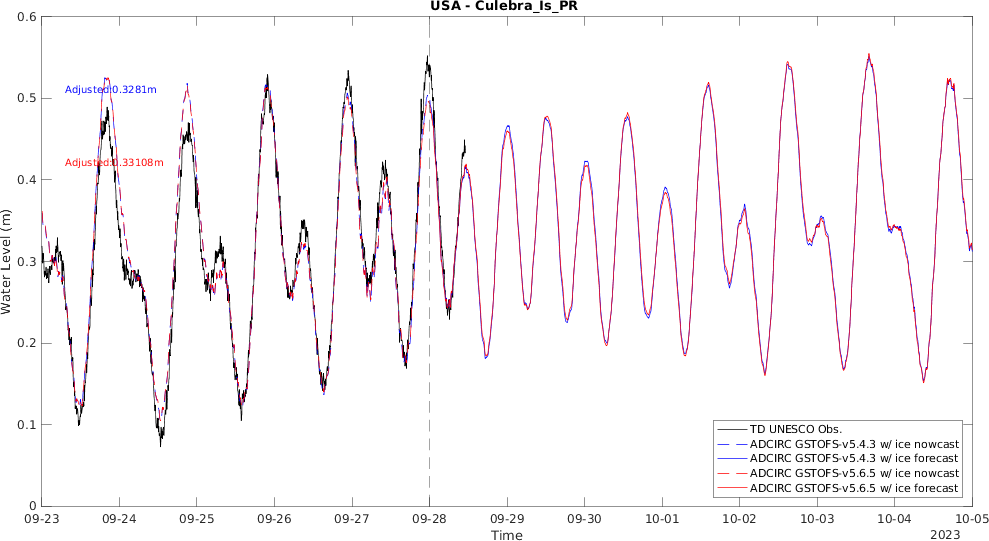 USA - Culebra_Is_PR
0.6
0.5
0.4
0.3
0.2
0.1
0
Water Level (m)
Adjusted:0.3281m
Adjusted:0.33108m
TD UNESCO Obs.
ADCIRC GSTOFS-v5.4.3 w/ ice nowcast
ADCIRC GSTOFS-v5.4.3 w/ ice forecast
ADCIRC GSTOFS-v5.6.5 w/ ice nowcast
ADCIRC GSTOFS-v5.6.5 w/ ice forecast
09-23 09-24 09-25 09-26 09-27 09-28 09-29 09-30 10-01 10-02 10-03 10-04 10-05
Time
2023